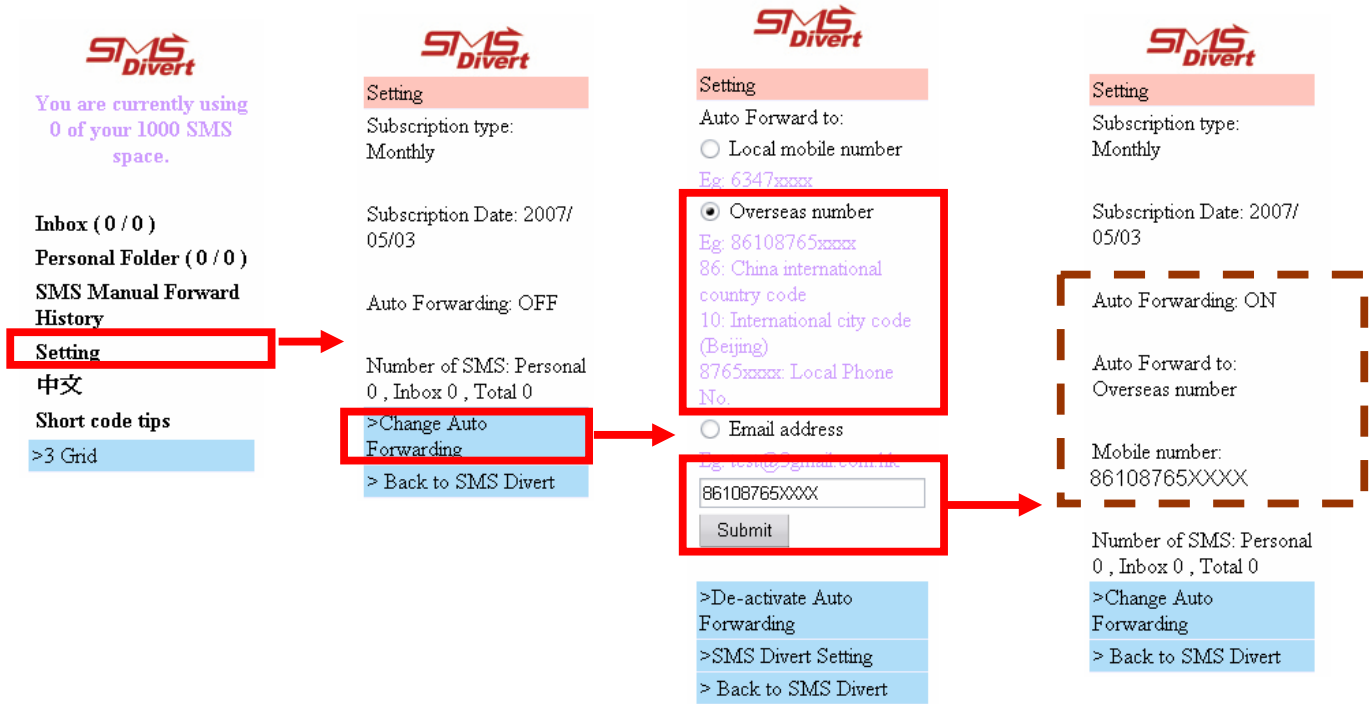 SMS
Divert
You are currently using
0 of your 1000 SMS
space.
Inbox ( 0 / 0 )
Personal Folder ( 0 / 0 )
SMS Manual Forward
History
Setting
中文
Short code tips
>3 Grid
SMS
Divert
Setting
Subscription type:
Monthly
Subscription Date: 2007/
05/03
Auto Forwarding: OFF
Number of SMS: Personal
0 , Inbox 0 , Total 0
>Change Auto
Forwarding
> Back to SMS Divert
SMS
Divert
Setting
Auto Forward to:
Local mobile number
Eg: 6347xxxx
Overseas number
Eg: 86108765xxxx
86: China international
country code
10: International city code
(Beijing)
8765xxxx: Local Phone
No.
Email address
Eg: test@3gmail.com.hk
86108765XXXX
Submit
>De-activate Auto
Forwarding
>SMS Divert Setting
> Back to SMS Divert
SMS
Divert
Setting
Subscription type:
Monthly
Subscription Date: 2007/
05/03
Auto Forwarding: ON
Auto Forward to:
Overseas number
Mobile number:
86108765XXXX
Number of SMS: Personal
0 , Inbox 0 , Total 0
>Change Auto
Forwarding
> Back to SMS Divert